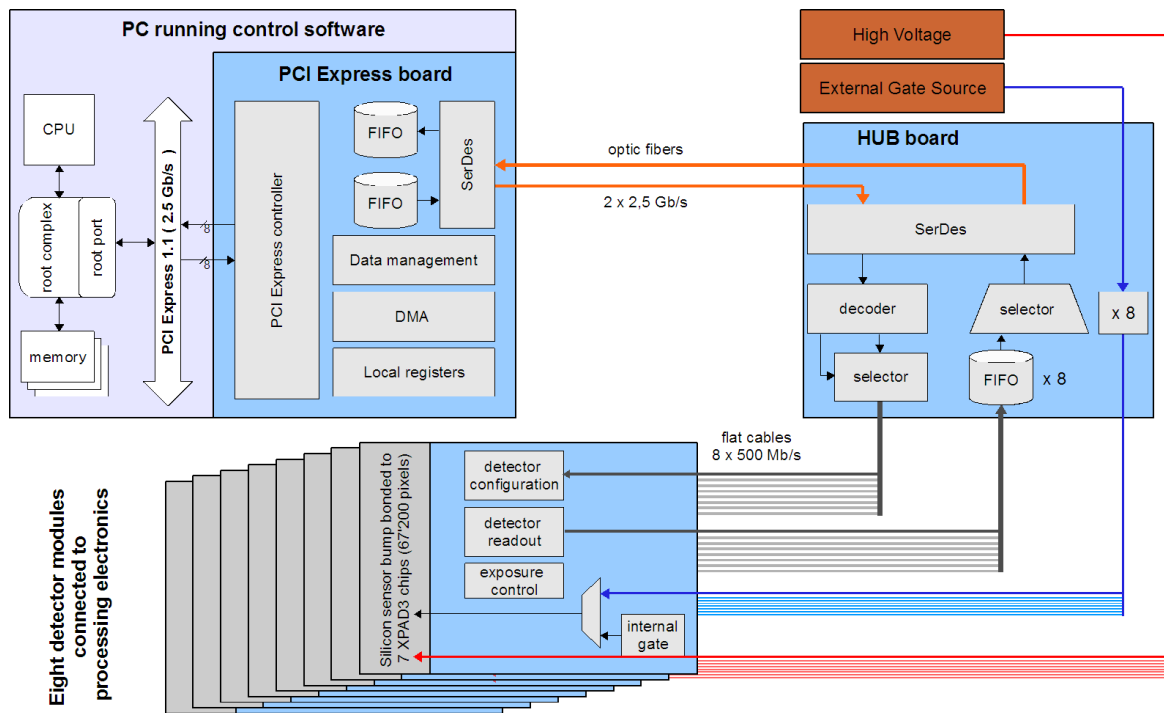 PC running control software
PCI Express board
CPU
root complex
root port
memory
PCI Express 1.1 ( 2.5 Gb/s )
8
8
PCI Express controller
FIFO
FIFO
SerDes
Data management
DMA
Local registers
optic fibers
2 x 2,5 Gb/s
High Voltage
External Gate Source
HUB board
SerDes
decoder
selector
selector
FIFO
x 8
x 8
flat cables
8 x 500 Mb/s
Eight detector modules
connected to
processing electronics
Silicon sensor bump bonded to
7 XPAD3 chips (67'200 pixels)
detector
configuration
detector
readout
exposure
control
internal
gate